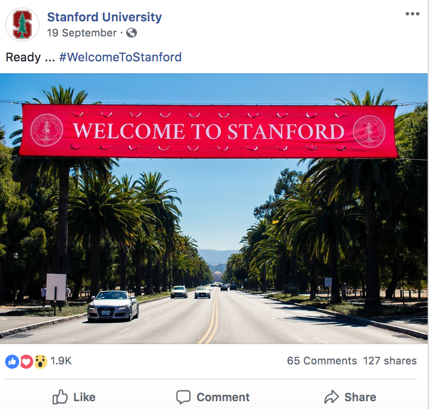 Stanford University
19 September ·
Ready ... #WelcomeToStanford
WELCOME TO STANFORD
1.9K
65 Comments 127 shares
Like Comment Share